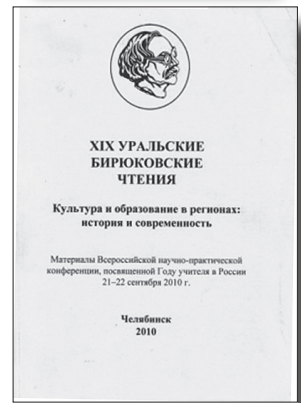 XIX УРАЛЬСКИЕ
БИРЮКОВСКИЕ
ЧТЕНИЯ
Культура и образование в регионах:
история и современность
Материалы Всероссийской научно-практической
конференции, посвященной Году учителя в России
21–22 сентября 2010 г.
Челябинск
2010